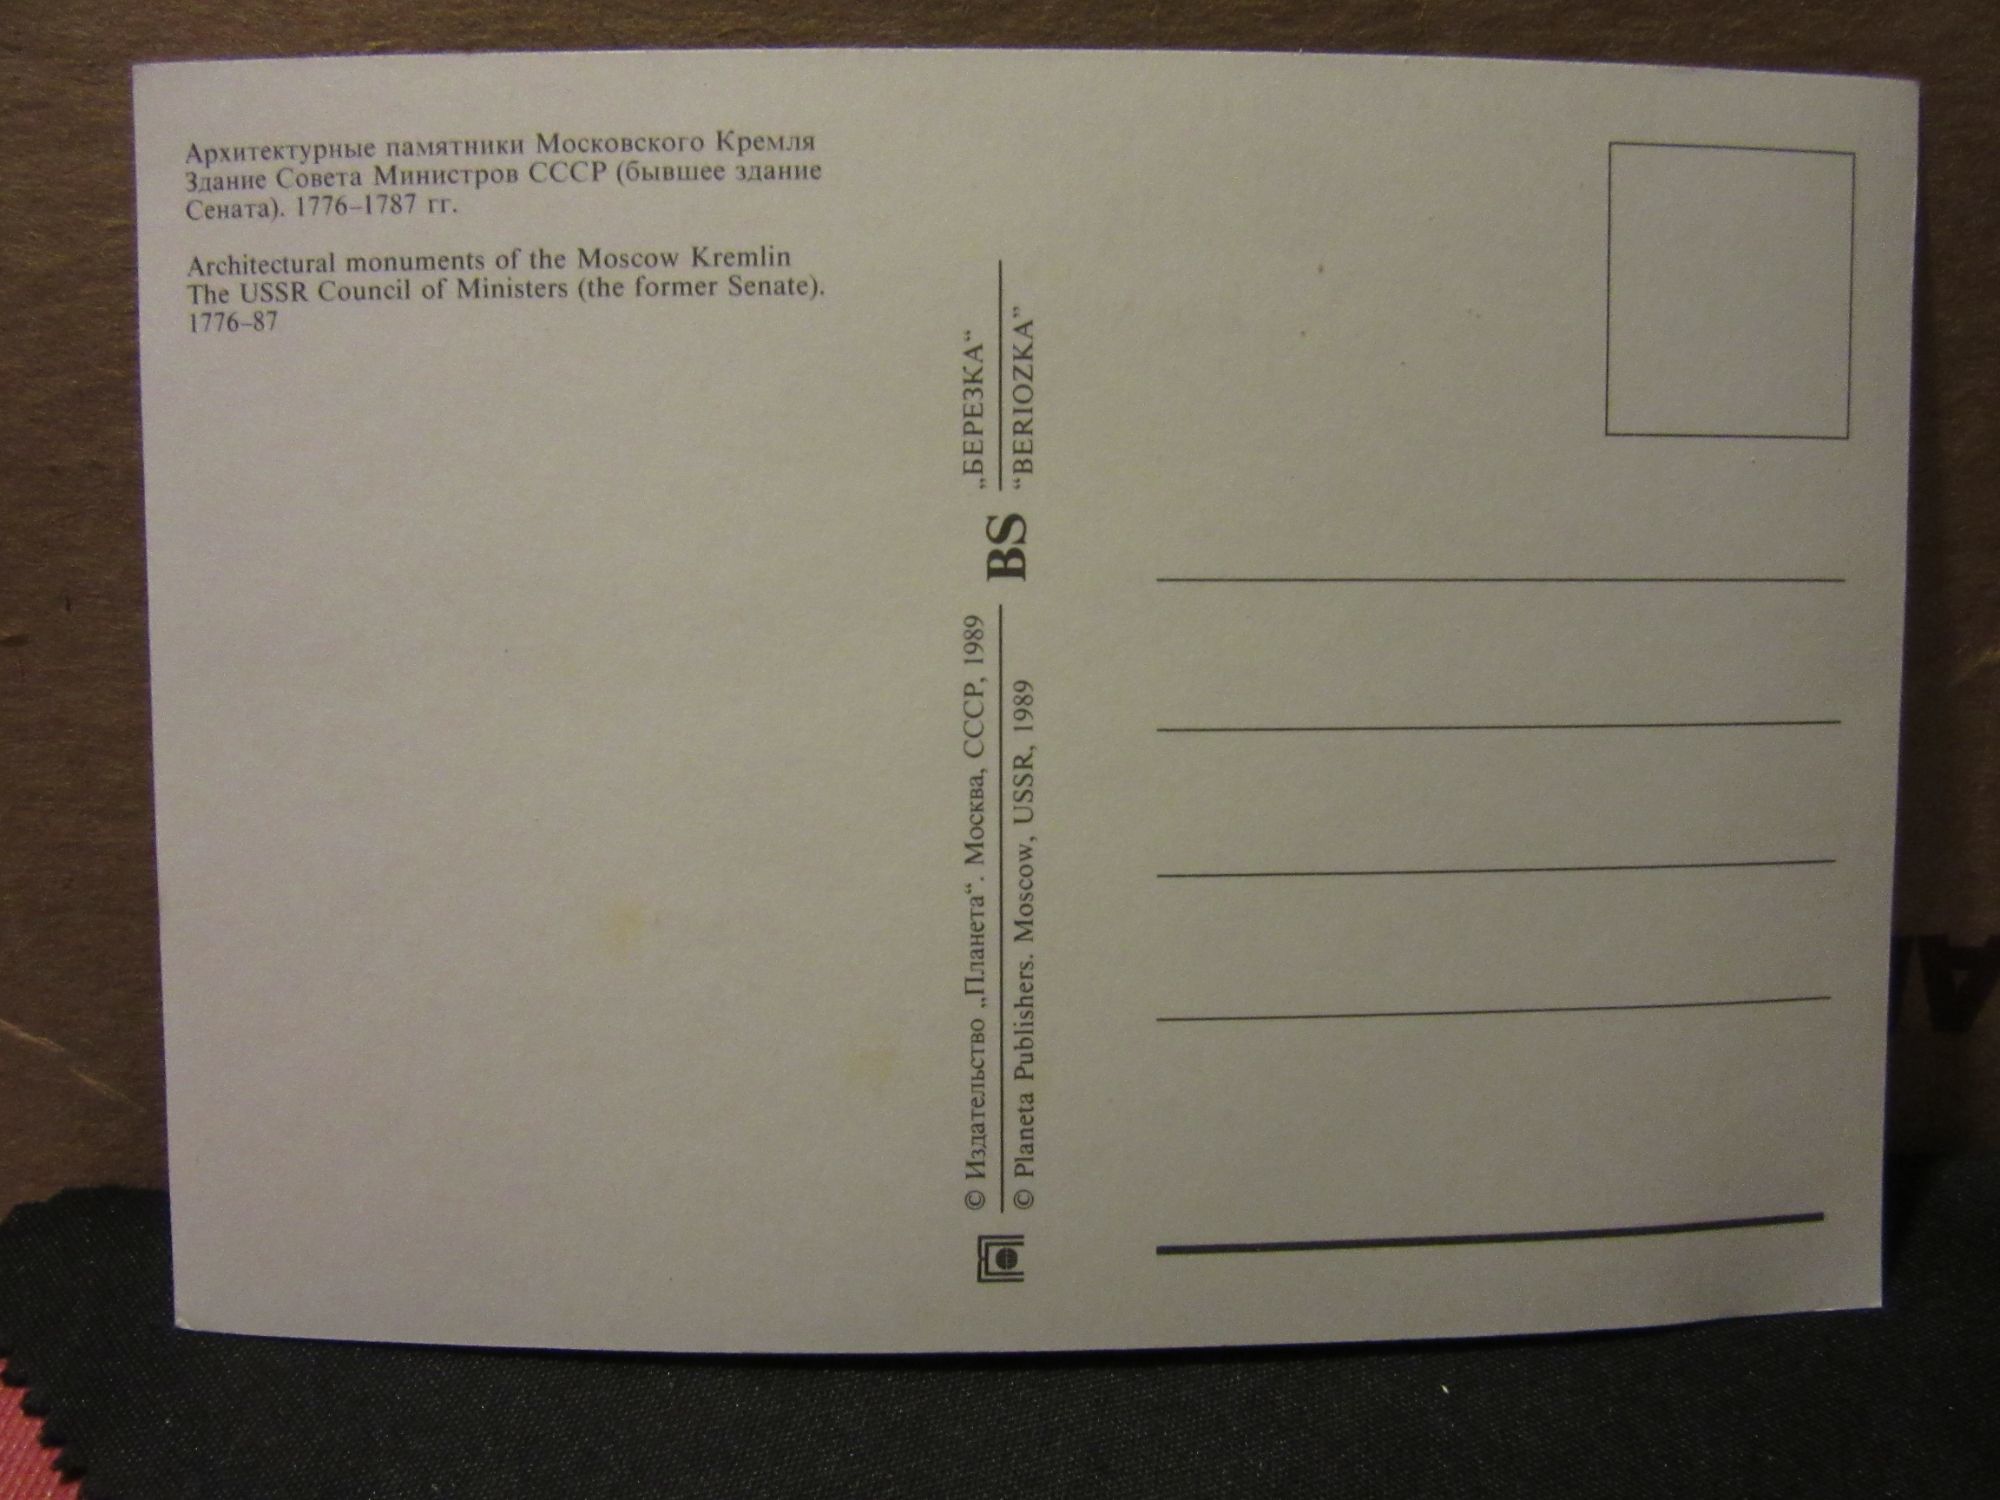 Архитектурные памятники Московского Кремля
Здание Совета Министров СССР (бывшее здание
Сената). 1776–1787 гг.
Architectural monuments of the Moscow Kremlin
The USSR Council of Ministers (the former Senate).
1776–87
© Издательство „Планета“. Москва, СССР, 1989
© Planeta Publishers. Moscow, USSR, 1989
BS
„БЕРЕЗКА“
“BERIOZKA”